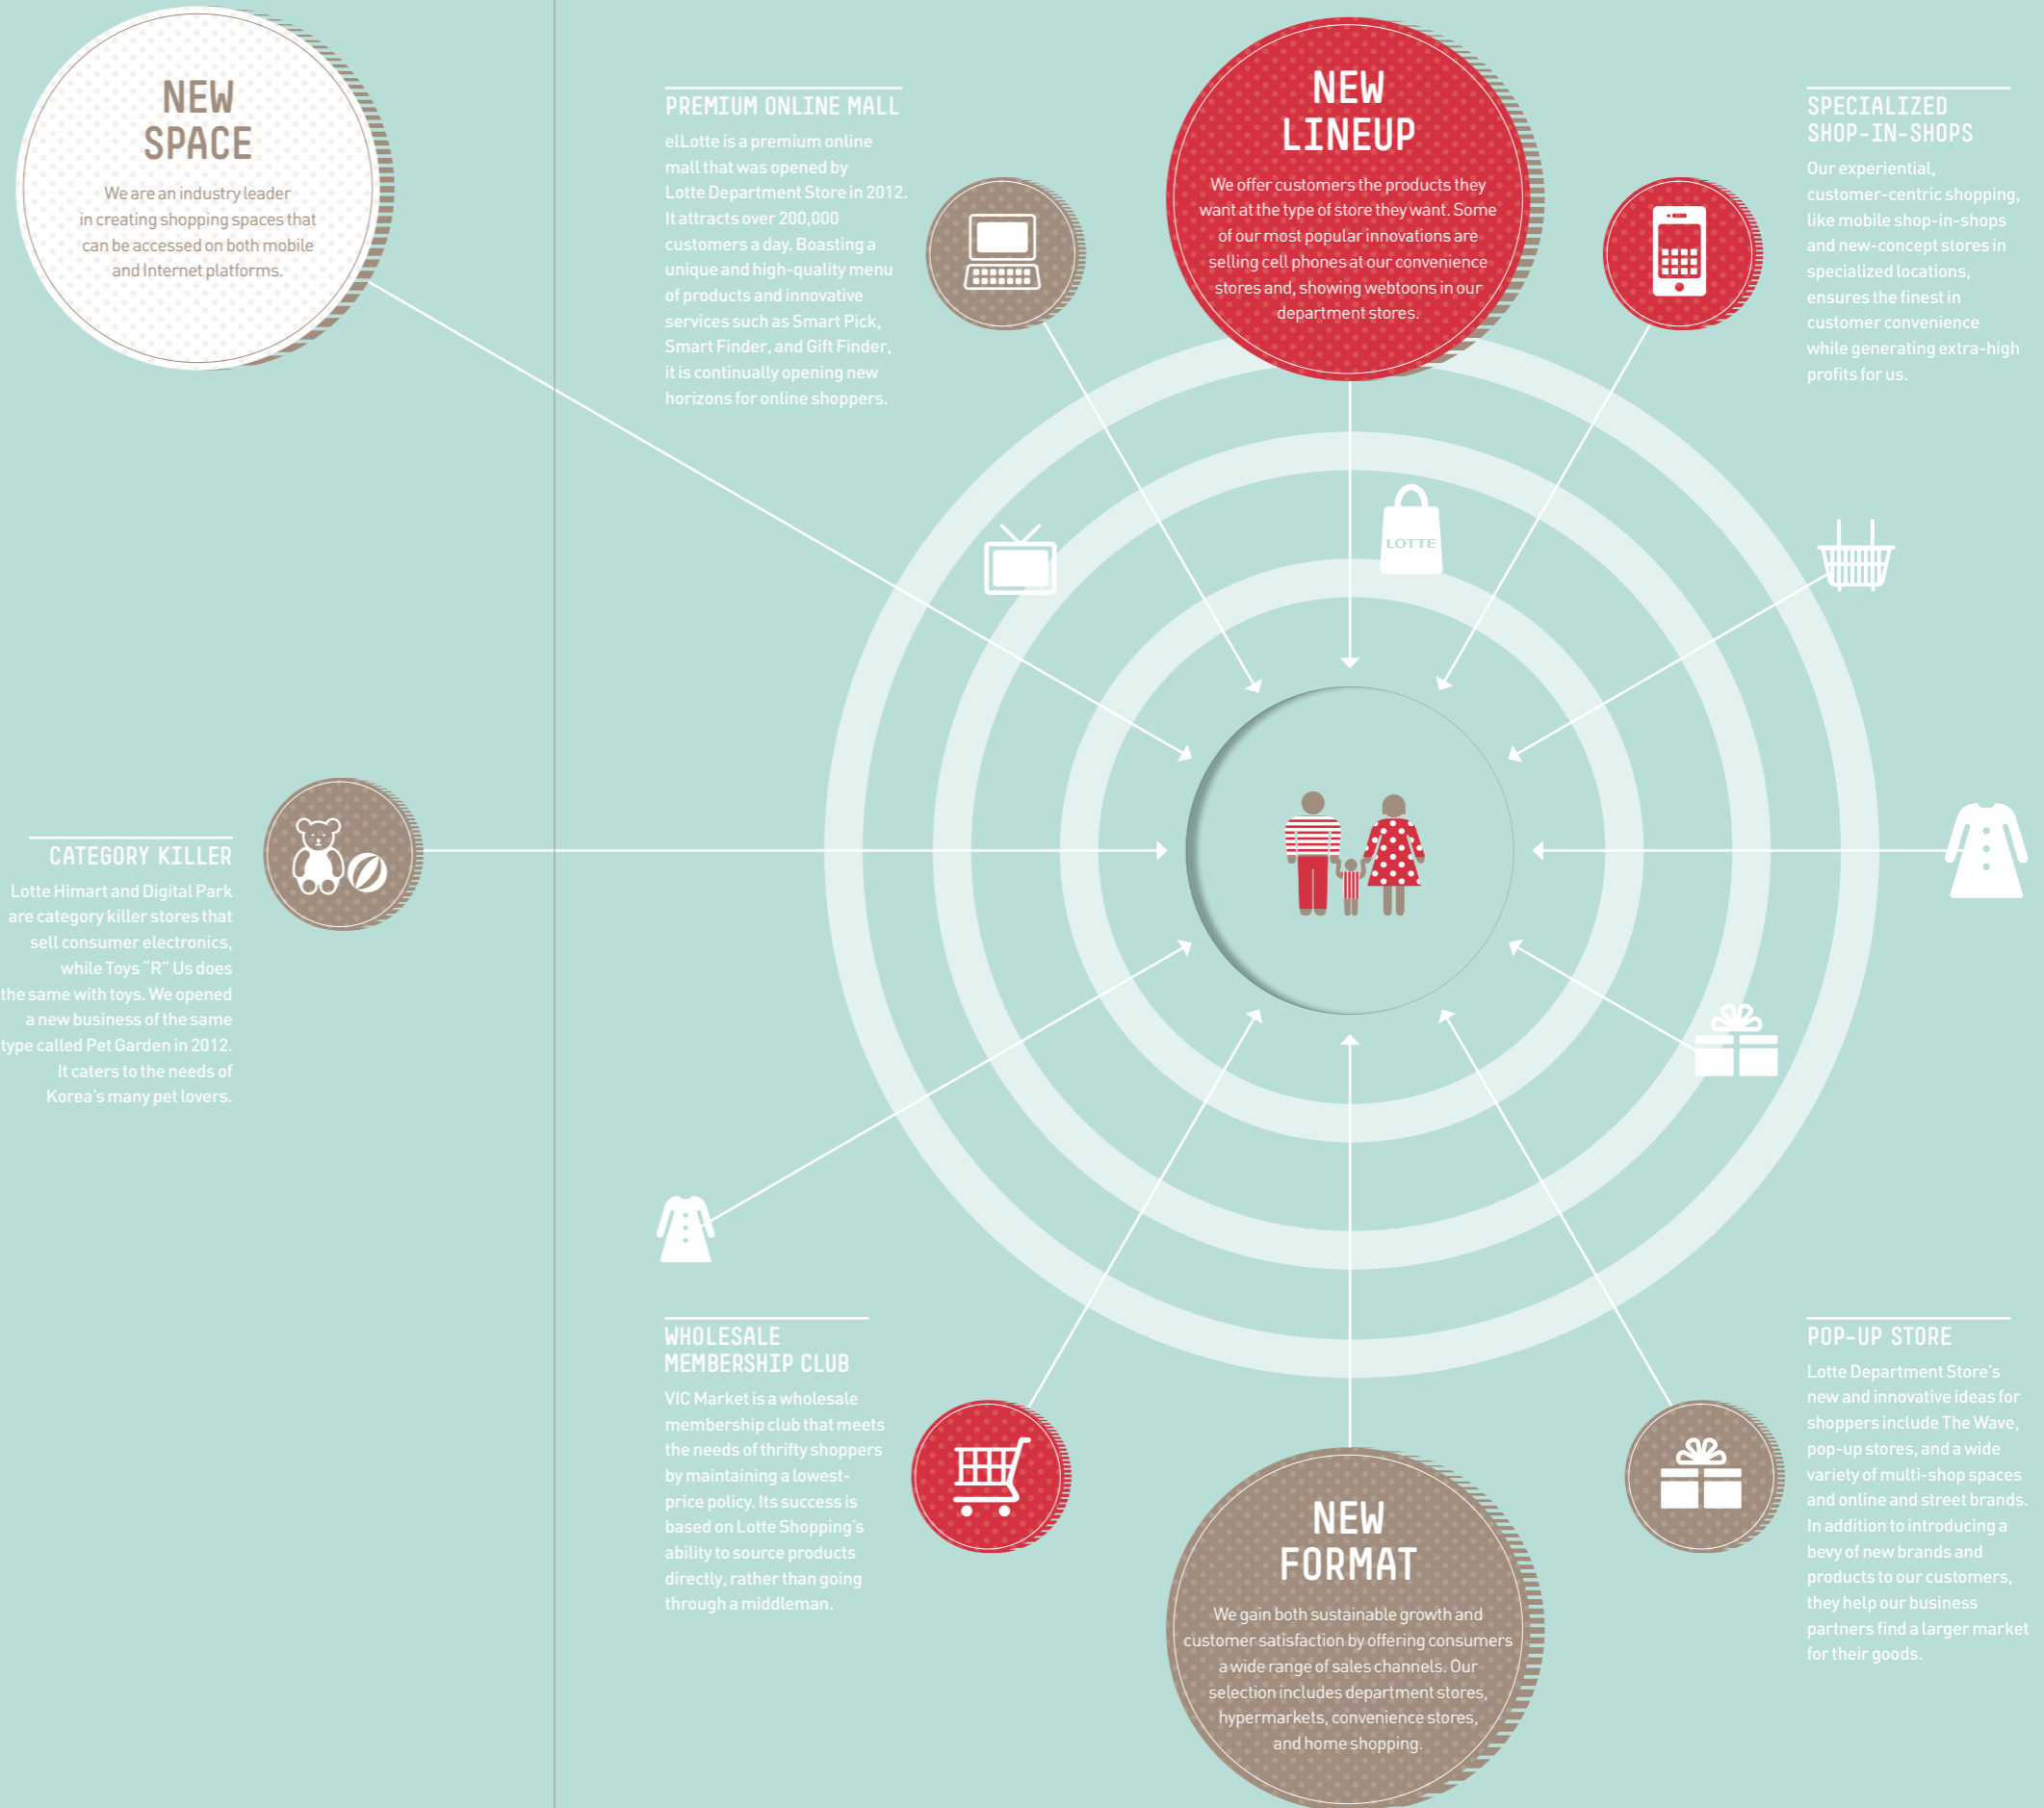 NEW
SPACE
We are an industry leader
in creating shopping spaces that
can be accessed on both mobile
and Internet platforms.
PREMIUM ONLINE MALL
elLotte is a premium online
mall that was opened by
Lotte Department Store in 2012.
It attracts over 200,000
customers a day. Boasting a
unique and high-quality menu
of products and innovative
services such as Smart Pick,
Smart Finder, and Gift Finder,
it is continually opening new
horizons for online shoppers.
NEW
LINEUP
We offer customers the products they
want at the type of store they want. Some
of our most popular innovations are
selling cell phones at our convenience
stores and, showing webtoons in our
department stores.
SPECIALIZED
SHOP-IN-SHOPS
Our experiential,
customer-centric shopping,
like mobile shop-in-shops
and new-concept stores in
specialized locations,
ensures the finest in
customer convenience
while generating extra-high
profits for us.
LOTTE
CATEGORY KILLER
Lotte Himart and Digital Park
are category killer stores that
sell consumer electronics,
while Toys "R" Us does
the same with toys. We opened
a new business of the same
type called Pet Garden in 2012.
It caters to the needs of
Korea's many pet lovers.
WHOLESALE
MEMBERSHIP CLUB
VIC Market is a wholesale
membership club that meets
the needs of thrifty shoppers
by maintaining a lowest-
price policy. Its success is
based on Lotte Shopping's
ability to source products
directly, rather than going
through a middleman.
NEW
FORMAT
We gain both sustainable growth and
customer satisfaction by offering consumers
a wide range of sales channels. Our
selection includes department stores,
hypermarkets, convenience stores,
and home shopping.
POP-UP STORE
Lotte Department Store's
new and innovative ideas for
shoppers include The Wave,
pop-up stores, and a wide
variety of multi-shop spaces
and online and street brands.
In addition to introducing a
bevy of new brands and
products to our customers,
they help our business
partners find a larger market
for their goods.